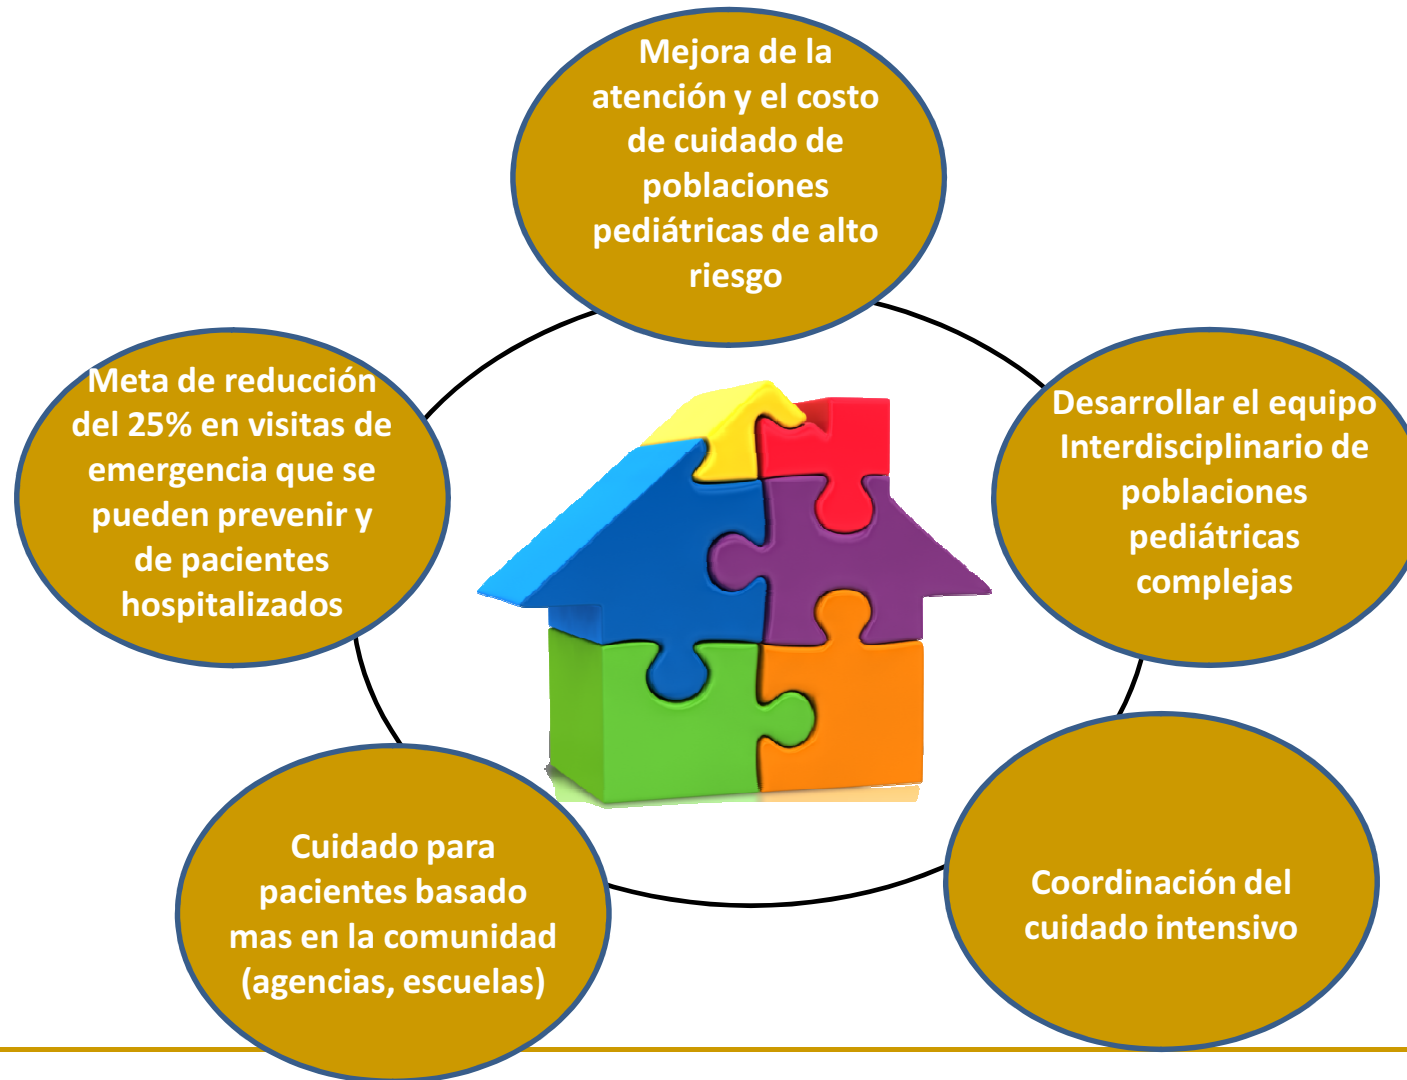 Mejora de la
atención y el costo
de cuidado de
poblaciones
pediátricas de alto
riesgo
Meta de reducción
del 25% en visitas de
emergencia que se
pueden prevenir y
de pacientes
hospitalizados
Desarrollar el equipo
Interdisciplinario de
poblaciones
pediátricas
complejas
Cuidado para
pacientes basado
mas en la comunidad
(agencias, escuelas)
Coordinación del
cuidado intensivo